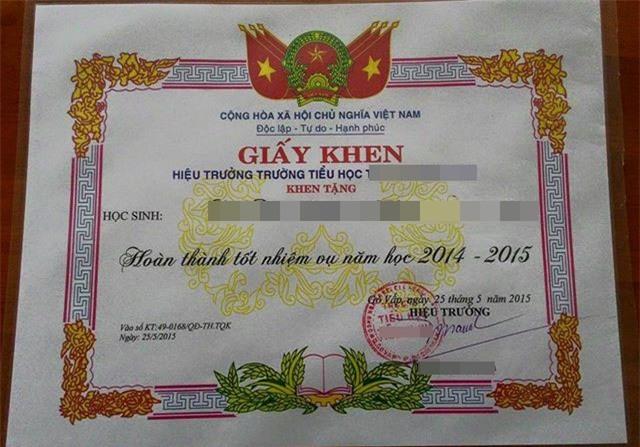 CỘNG HÒA XÃ HỘI CHỦ NGHĨA VIỆT NAM
Độc lập - Tự do - Hạnh phúc
GIẤY KHEN
HIỆU TRƯỞNG TRƯỜNG TIỂU HỌC T
KHEN TẶNG
HỌC SINH:
Hoàn thành tốt nhiệm vụ năm học 2014 - 2015
Gò Vấp, ngày 25 tháng 5 năm 2015
HIỆU TRƯỞNG
TIỂU
Vào sổ KT:49-0168/QĐ-TH.TQK
Ngày: 25/5/2015